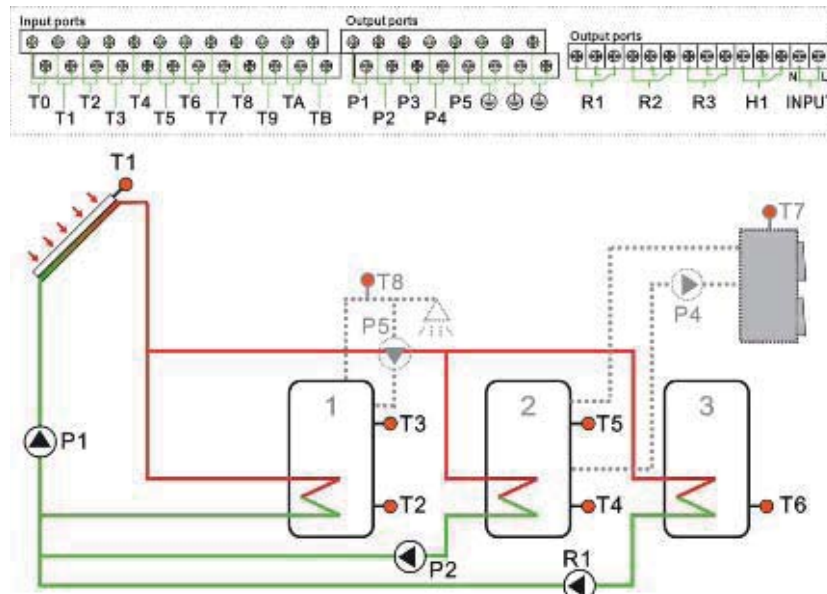 Input ports
Output ports
Output ports
T0 T2 T4 T6 T8 TA P1 P3 P5
T1 T3 T5 T7 T9 TB P2 P4
R1 R2 R3 H1 INPUT
N L
T1
T7
T8
P5
P4
1
2
3
T3
T5
P1
T2
T4
T6
P2
R1